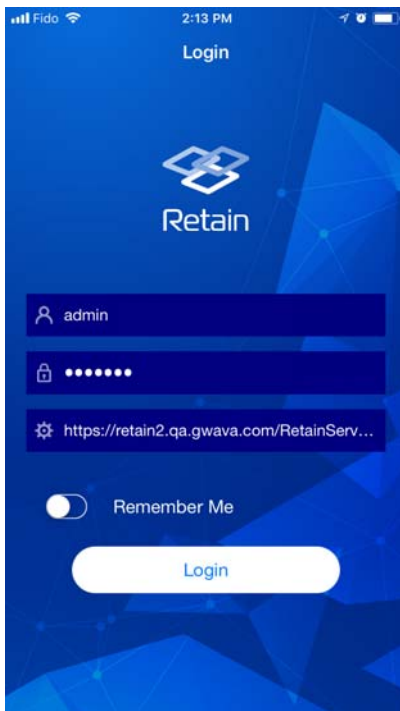 Fido 2:13 PM
Login
Retain
admin
•••••••
https://retain2.qa.gwava.com/RetainServ...
Remember Me
Login